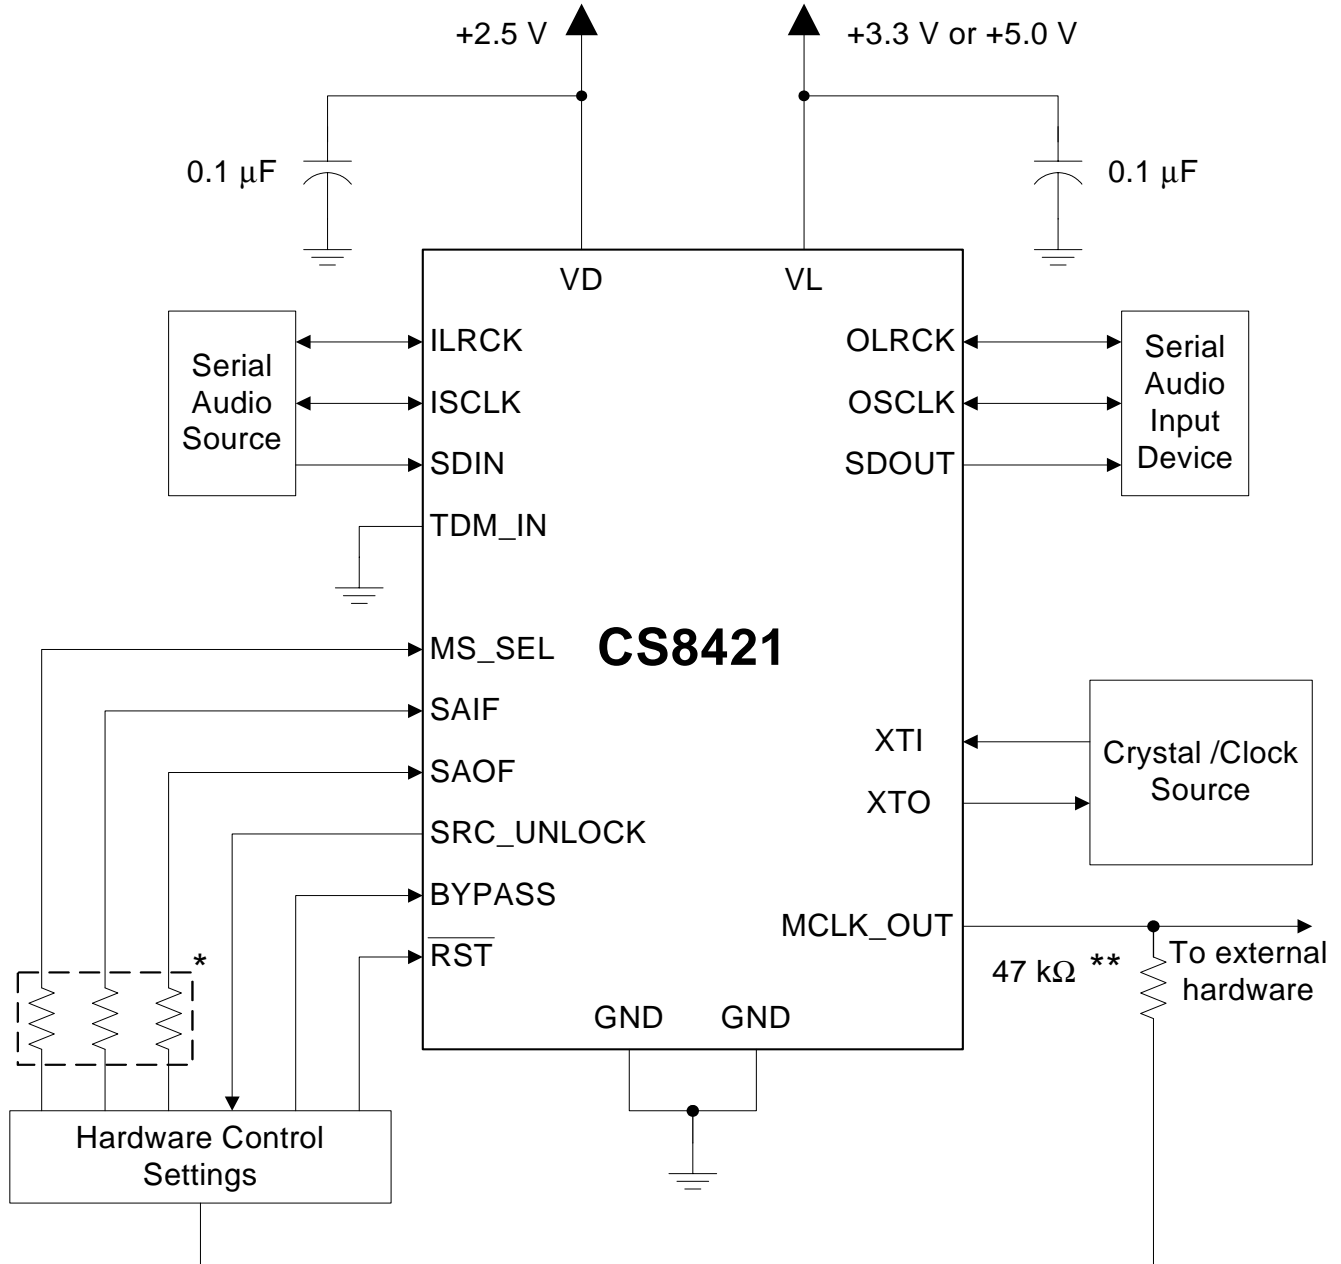 +2.5 V
+3.3 V or +5.0 V
0.1 μF
0.1 μF
VD
VL
Serial
Audio
Source
ILRCK
ISCLK
SDIN
TDM_IN
OLRCK
OSCLK
SDOUT
Serial
Audio
Input
Device
CS8421
MS_SEL
SAIF
SAOF
SRC_UNLOCK
BYPASS
RST
XTI
XTO
Crystal /Clock
Source
MCLK_OUT
47 kΩ **
To external
hardware
*
GND
GND
Hardware Control
Settings